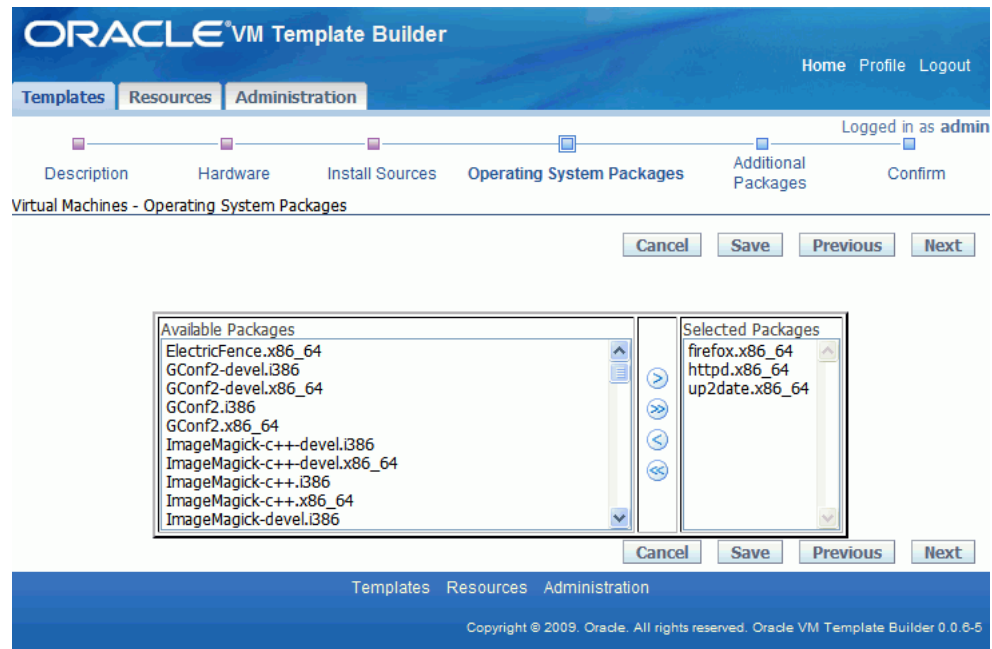 ORACLE VM Template Builder
Home Profile Logout
Templates Resources Administration
Logged in as admin
Description Hardware Install Sources Operating System Packages Additional Packages Confirm
Virtual Machines - Operating System Packages
Cancel Save Previous Next
Available Packages
ElectricFence.x86_64
GConf2-devel.i386
GConf2-devel.x86_64
GConf2.i386
GConf2.x86_64
ImageMagick-c++-devel.i386
ImageMagick-c++-devel.x86_64
ImageMagick-c++.i386
ImageMagick-c++.x86_64
ImageMagick-devel.i386
Selected Packages
firefox.x86_64
httpd.x86_64
up2date.x86_64
Cancel Save Previous Next
Templates Resources Administration
Copyright © 2009. Oracle. All rights reserved. Oracle VM Template Builder 0.0.6-5